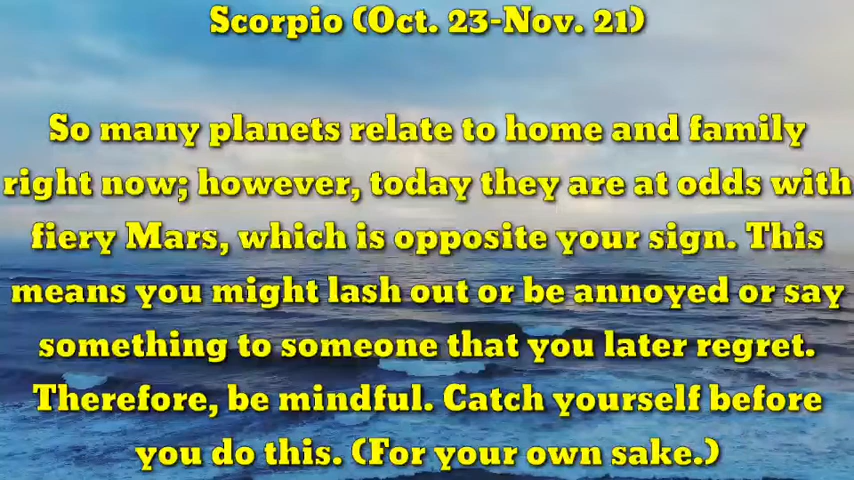 Scorpio (Oct. 23-Nov. 21)
So many planets relate to home and family
right now; however, today they are at odds with
fiery Mars, which is opposite your sign. This
means you might lash out or be annoyed or say
something to someone that you later regret.
Therefore, be mindful. Catch yourself before
you do this. (For your own sake.)